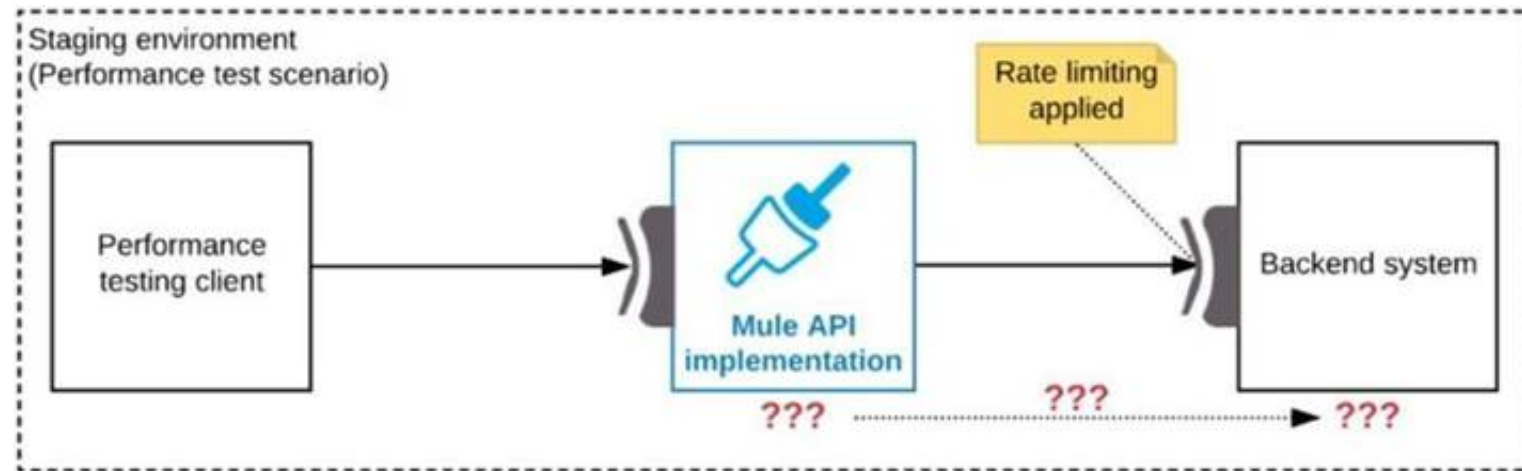 Staging environment
(Performance test scenario)
Rate limiting
applied
Performance
testing client
Mule API
implementation
Backend system
???
???
???